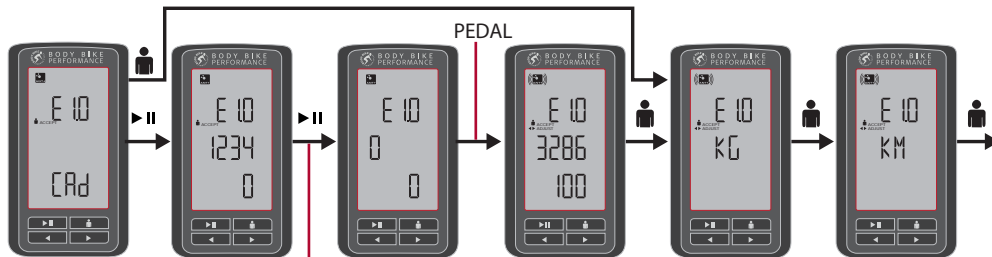 PEDAL
BODY BIKE
PERFORMANCE
E 1.0
ACCEPT
CAd
BODY BIKE
PERFORMANCE
E 1.0
ACCEPT
1234
0
BODY BIKE
PERFORMANCE
E 1.0
0
0
BODY BIKE
PERFORMANCE
E 1.0
ACCEPT
ADJUST
3286
100
BODY BIKE
PERFORMANCE
E 1.0
ACCEPT
ADJUST
KG
BODY BIKE
PERFORMANCE
E 1.0
ACCEPT
ADJUST
KM